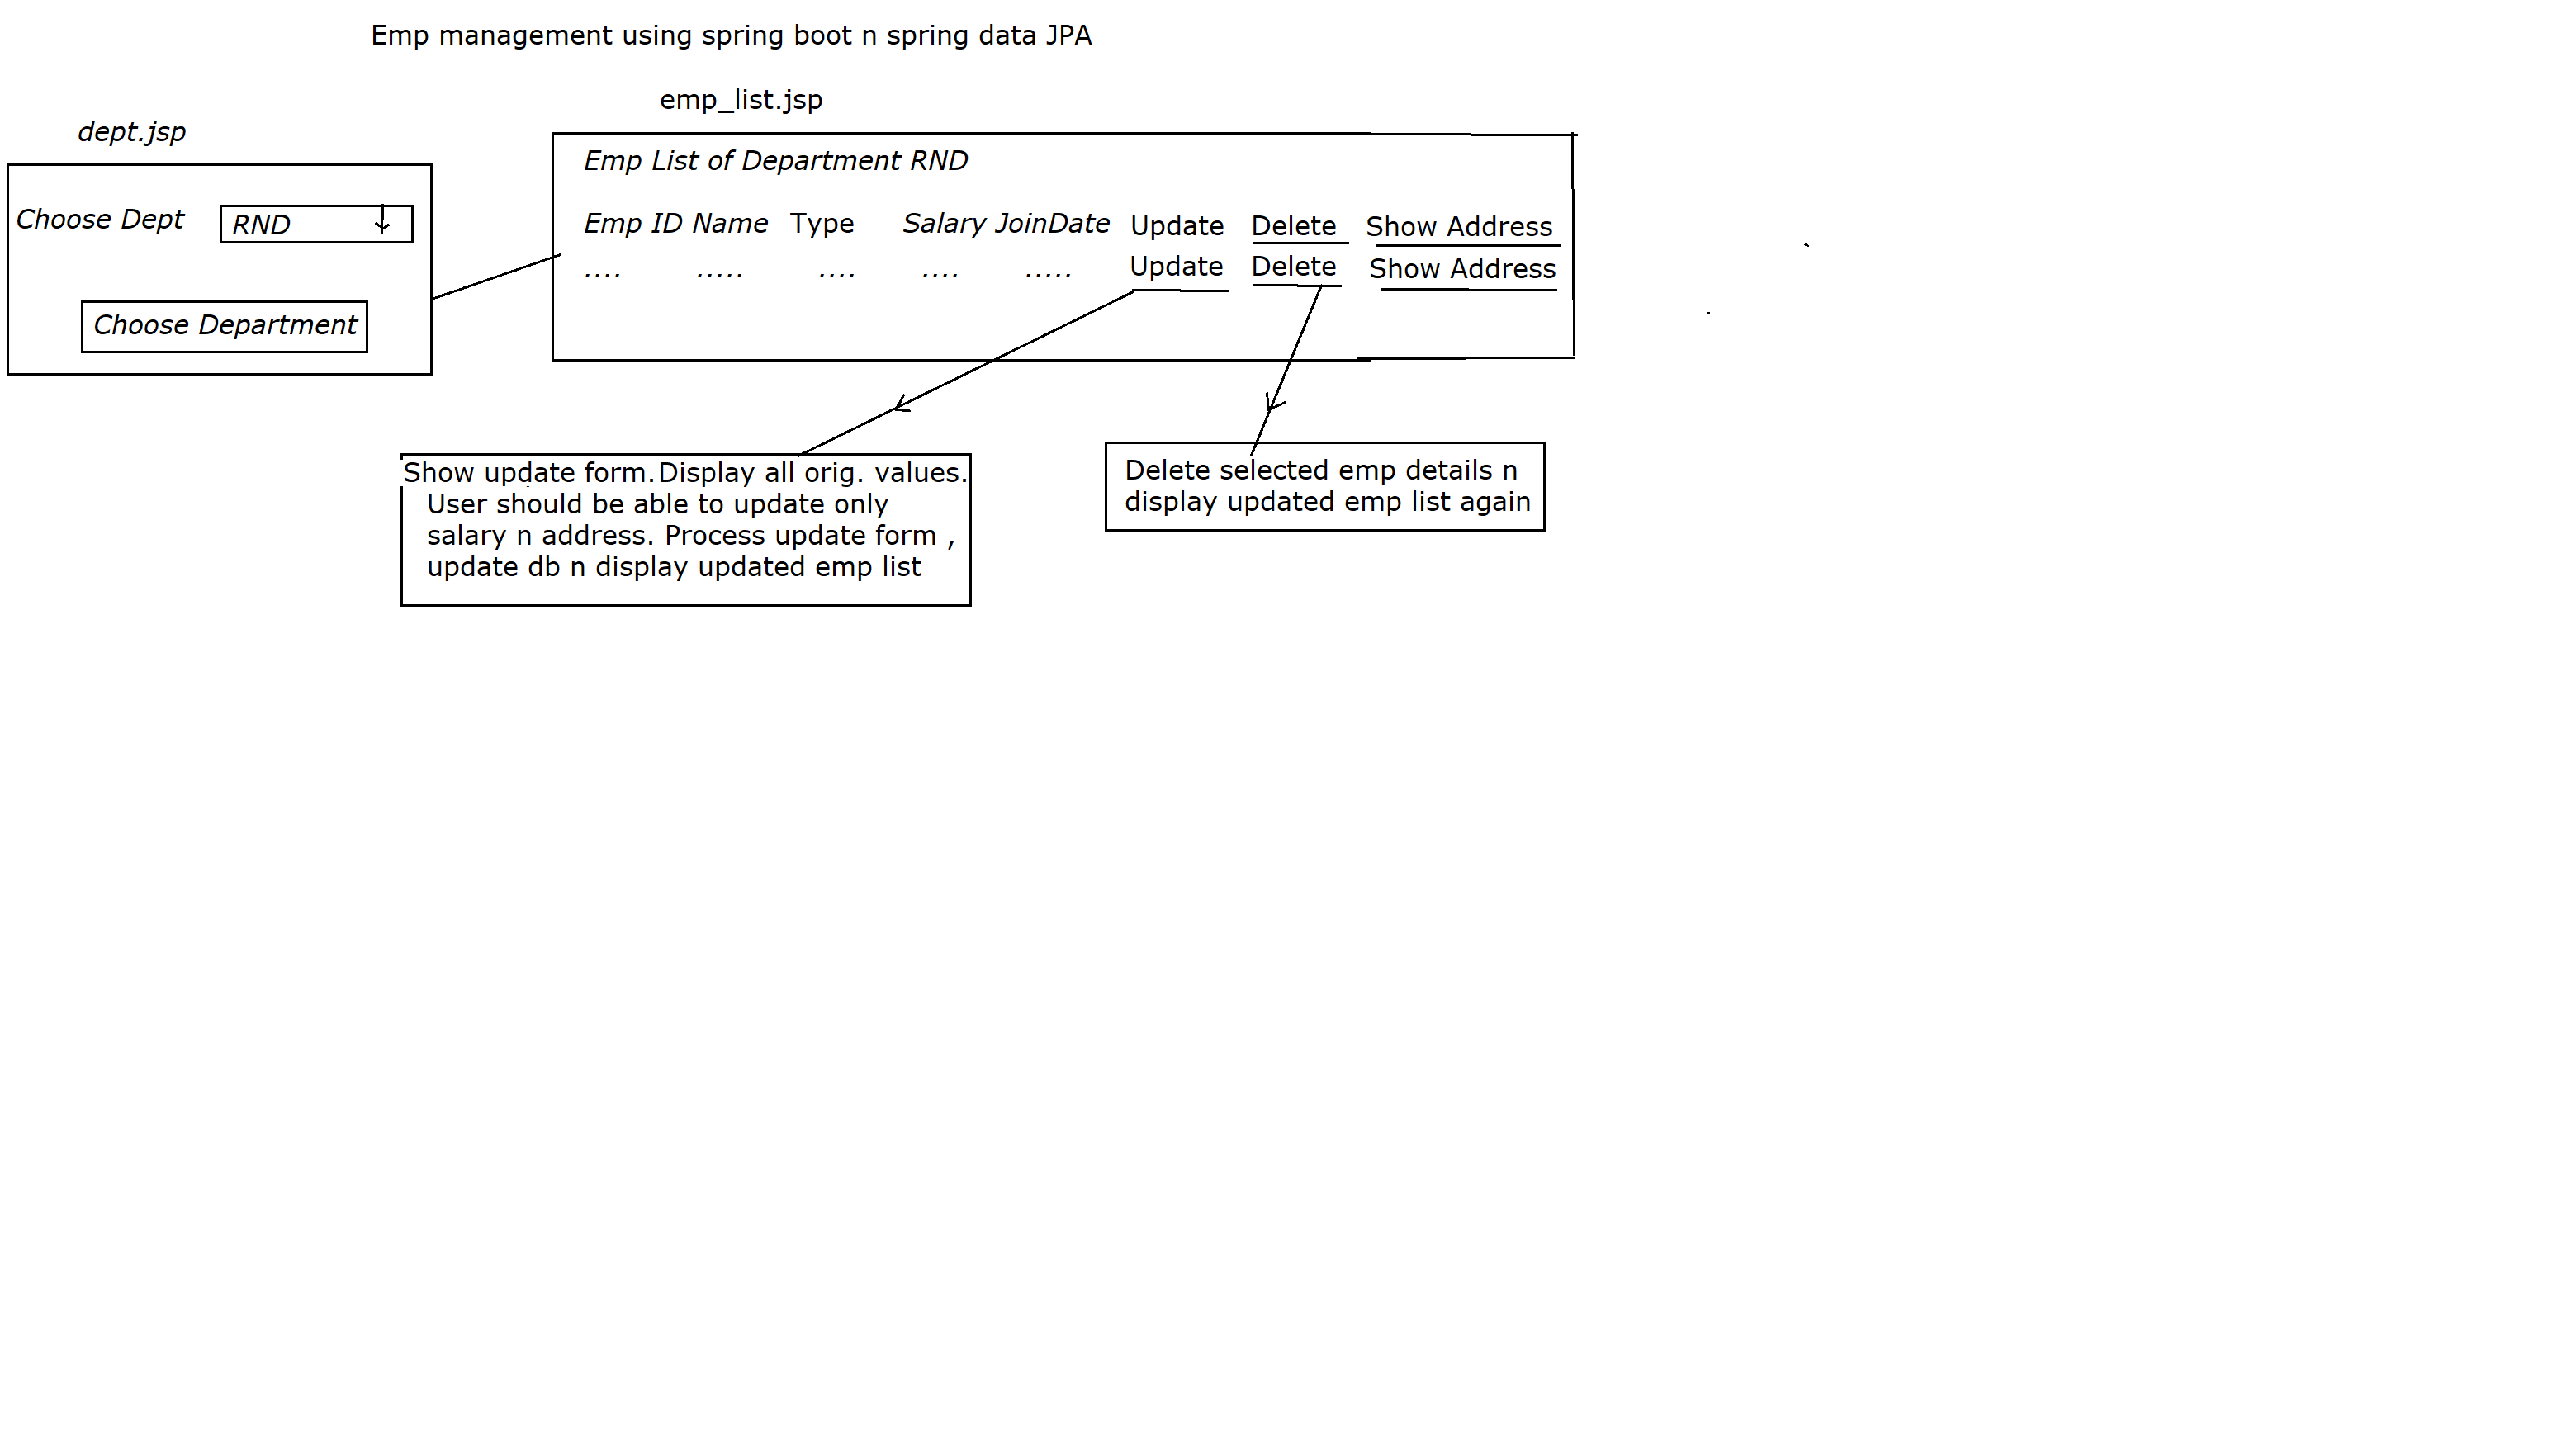 Emp management using spring boot n spring data JPA
emp_list.jsp
dept.jsp
Choose Dept RND
Choose Department
Emp List of Department RND
Emp ID Name Type Salary JoinDate Update Delete Show Address
.... ..... .... .... ..... Update Delete Show Address
Show update form.Display all orig. values.
User should be able to update only
salary n address. Process update form ,
update db n display updated emp list
Delete selected emp details n
display updated emp list again